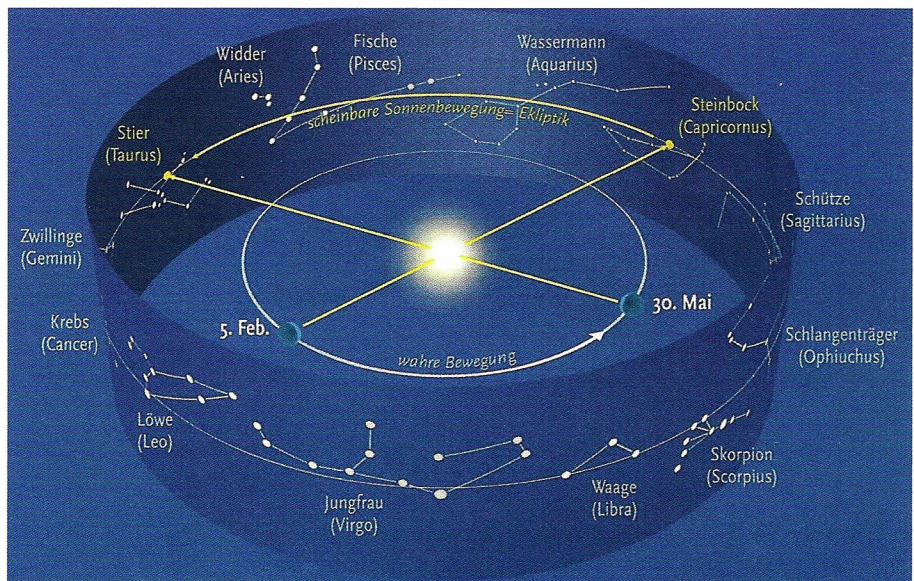 Fische
(Pisces)
Wassermann
(Aquarius)
Widder
(Aries)
Steinbock
(Capricornus)
scheinbare Sonnenbewegung= Ekliptik
Stier
(Taurus)
Schütze
(Sagittarius)
Zwillinge
(Gemini)
30. Mai
5. Feb.
Krebs
(Cancer)
Schlangenträger
(Ophiuchus)
wahre Bewegung
Löwe
(Leo)
Skorpion
(Scorpius)
Jungfrau
(Virgo)
Waage
(Libra)